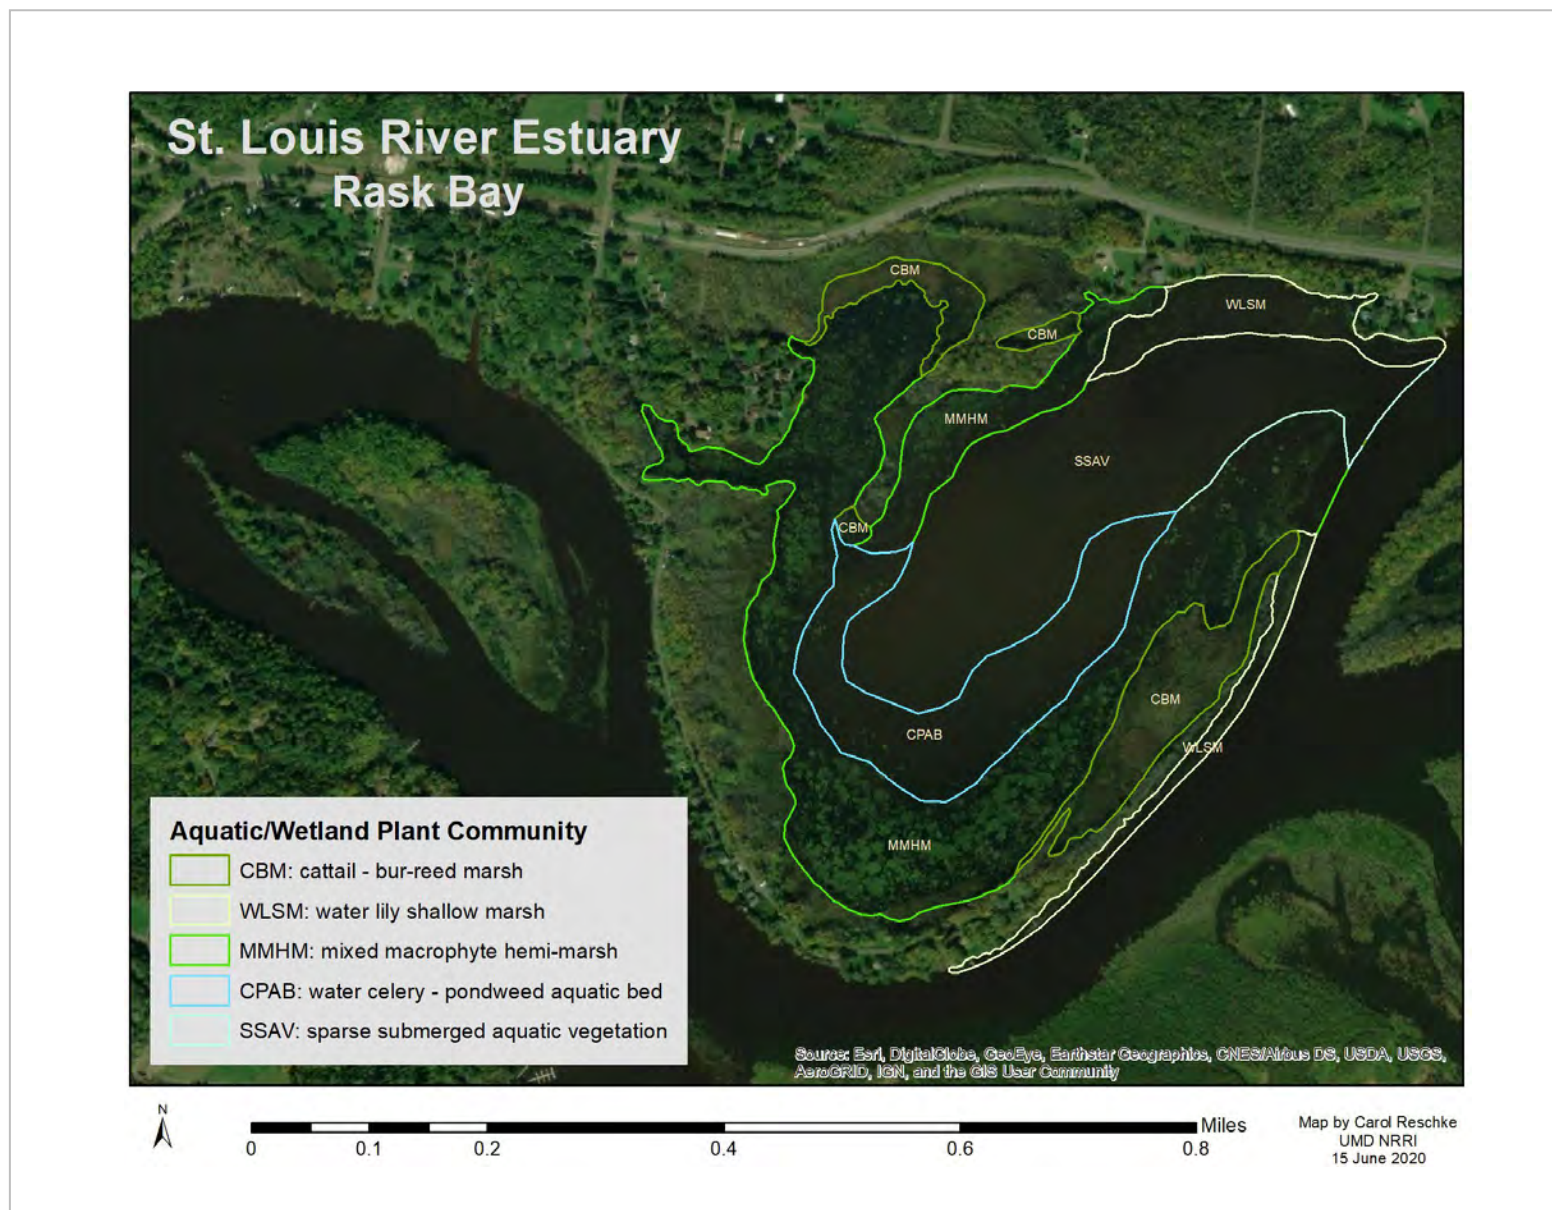 St. Louis River Estuary
Rask Bay
CBM
WLSM
CBM
MMHM
SSAV
CBM
CBM
WLSM
CPAB
MMHM
Aquatic/Wetland Plant Community
CBM: cattail - bur-reed marsh
WLSM: water lily shallow marsh
MMHM: mixed macrophyte hemi-marsh
CPAB: water celery - pondweed aquatic bed
SSAV: sparse submerged aquatic vegetation
Source: Esri, DigitalGlobe, GeoEye, Earthstar Geographics, CNES/Airbus DS, USDA, USGS,
AeroGRID, IGN, and the GIS User Community
N
Miles
0 0.1 0.2 0.4 0.6 0.8
Map by Carol Reschke
UMD NRRI
15 June 2020